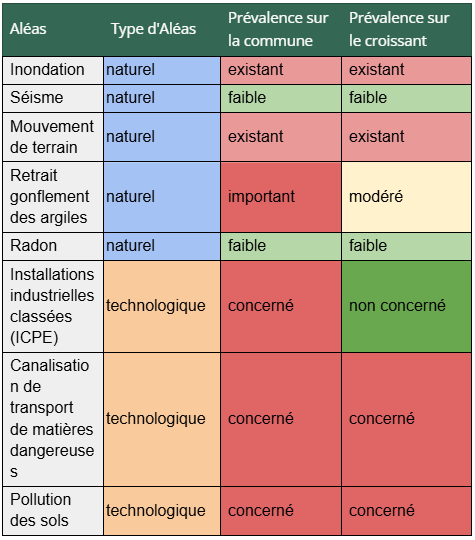 Aléas
Type d'Aléas
Prévalence sur
la commune
Prévalence sur
le croissant
Inondation
naturel
existant
existant
Séisme
naturel
faible
faible
Mouvement
de terrain
naturel
existant
existant
Retrait
gonflement
des argiles
naturel
important
modéré
Radon
naturel
faible
faible
Installations
industrielles
classées
(ICPE)
technologique
concerné
non concerné
Canalisatio
n de
transport
de matières
dangereuse
s
technologique
concerné
concerné
Pollution
des sols
technologique
concerné
concerné